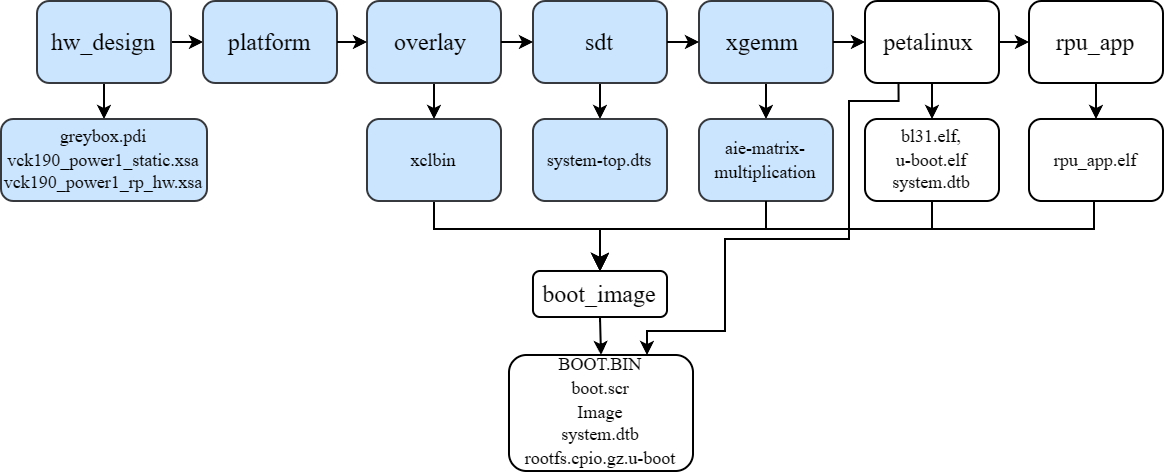 hw_design
platform
overlay
sdt
xgemm
petalinux
rpu_app
greybox.pdi
vck190_power1_static.xsa
vck190_power1_rp_hw.xsa
xclbin
system-top.dts
aie-matrix-
multiplication
bl31.elf,
u-boot.elf
system.dtb
rpu_app.elf
boot_image
BOOT.BIN
boot.scr
Image
system.dtb
rootfs.cpio.gz.u-boot